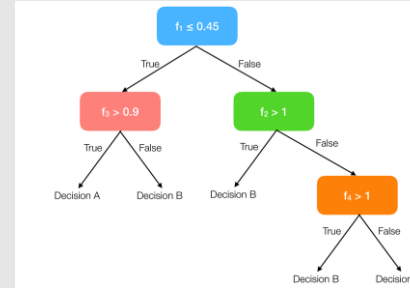 f₁ ≤ 0.45
True
False
f₃ > 0.9
f₂ > 1
True
False
True
False
Decision A
Decision B
Decision B
f₄ > 1
True
False
Decision B
Decision